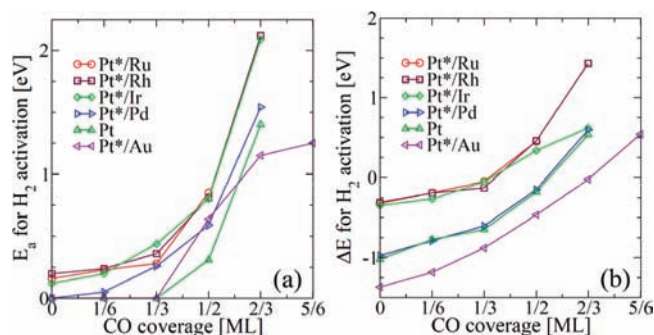 E_a for H_2 activation [eV]
2
1
0
Pt*/Ru
Pt*/Rh
Pt*/Ir
Pt*/Pd
Pt
Pt*/Au
(a)
0 1/6 1/3 1/2 2/3 5/6
CO coverage [ML]
ΔE for H_2 activation [eV]
2
1
0
-1
Pt*/Ru
Pt*/Rh
Pt*/Ir
Pt*/Pd
Pt
Pt*/Au
(b)
0 1/6 1/3 1/2 2/3 5/6
CO coverage [ML]